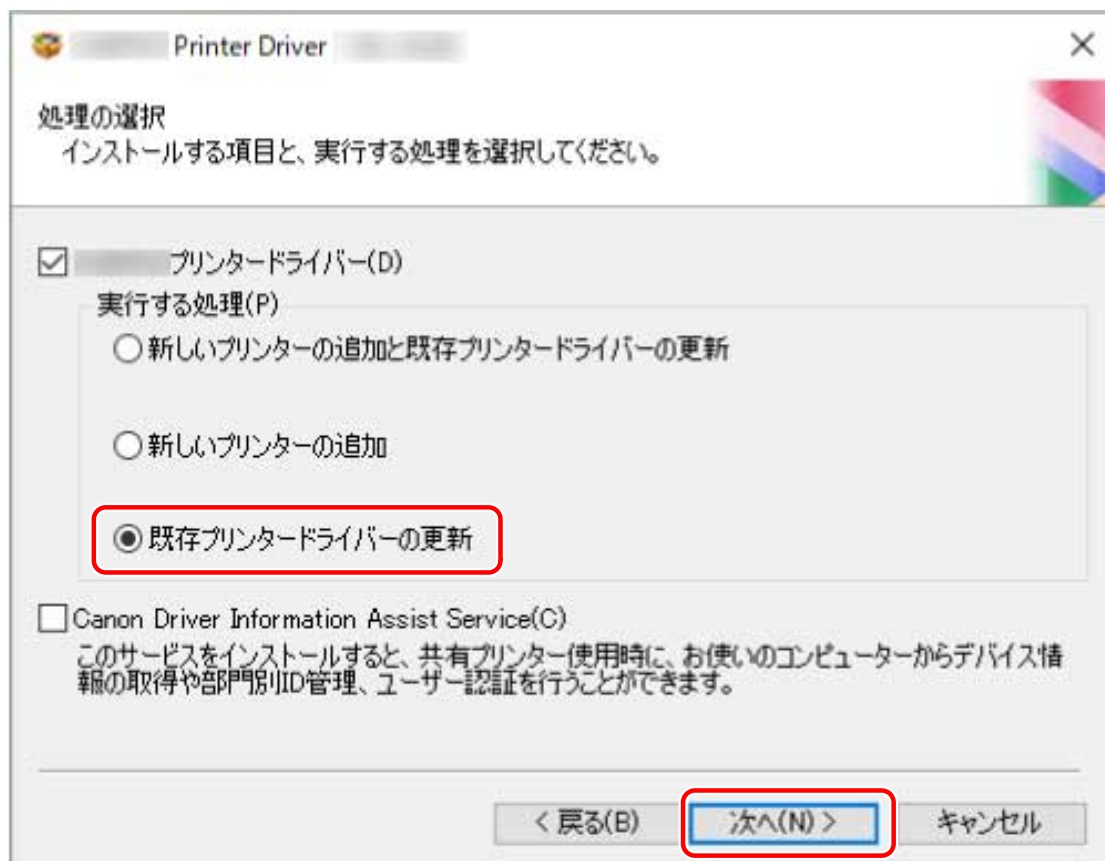 Printer Driver
処理の選択
インストールする項目と、実行する処理を選択してください。
プリンタードライバー(D)
実行する処理(P)
新しいプリンターの追加と既存プリンタードライバーの更新
新しいプリンターの追加
既存プリンタードライバーの更新
Canon Driver Information Assist Service(C)
このサービスをインストールすると、共有プリンター使用時に、お使いのコンピューターからデバイス情
報の取得や部門別ID管理、ユーザー認証を行うことができます。
< 戻る(B) 次へ(N) > キャンセル